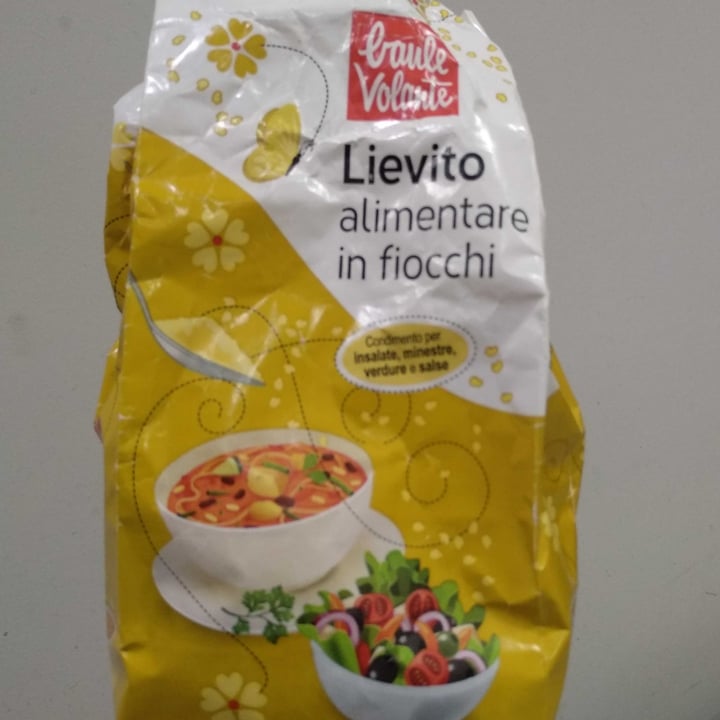 baule
Volante
Lievito
alimentare
in fiocchi
Condimento per
insalate, minestre,
verdure e salse